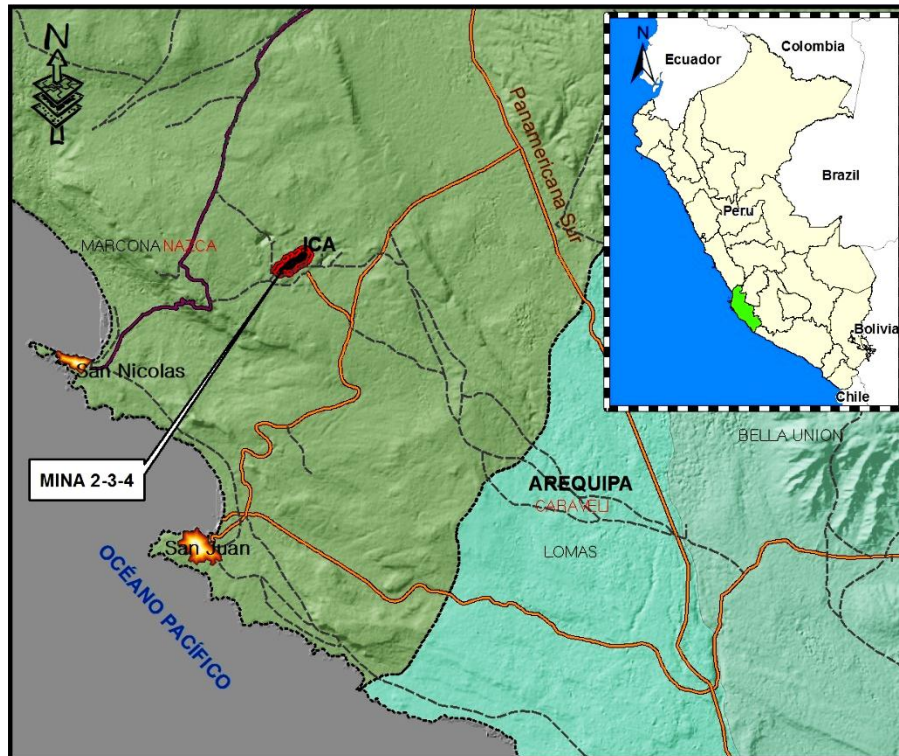 N
Panamericana Sur
MARCONA NAZCA
ICA
San Nicolas
MINA 2-3-4
San Juan
OCÉANO PACÍFICO
AREQUIPA
CARAVELI
LOMAS
BELLA UNION
N
Ecuador
Colombia
Brazil
Peru
Bolivia
Chile